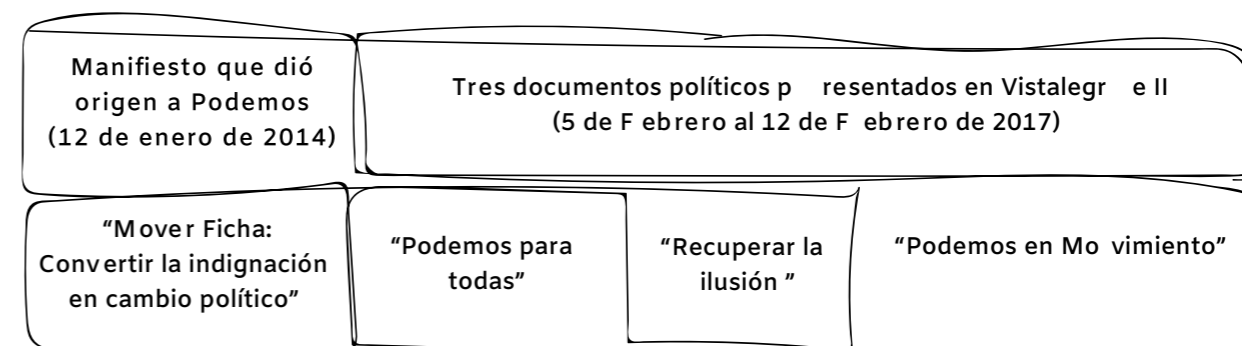 Manifiesto que dió
origen a Podemos
(12 de enero de 2014)
Tres documentos políticos p resentados en Vistalegr e II
(5 de F ebrero al 12 de F ebrero de 2017)
“Mover Ficha:
Convertir la indignación
en cambio político”
“Podemos para
todas”
“Recuperar la
ilusión ”
“Podemos en Mo vimiento”